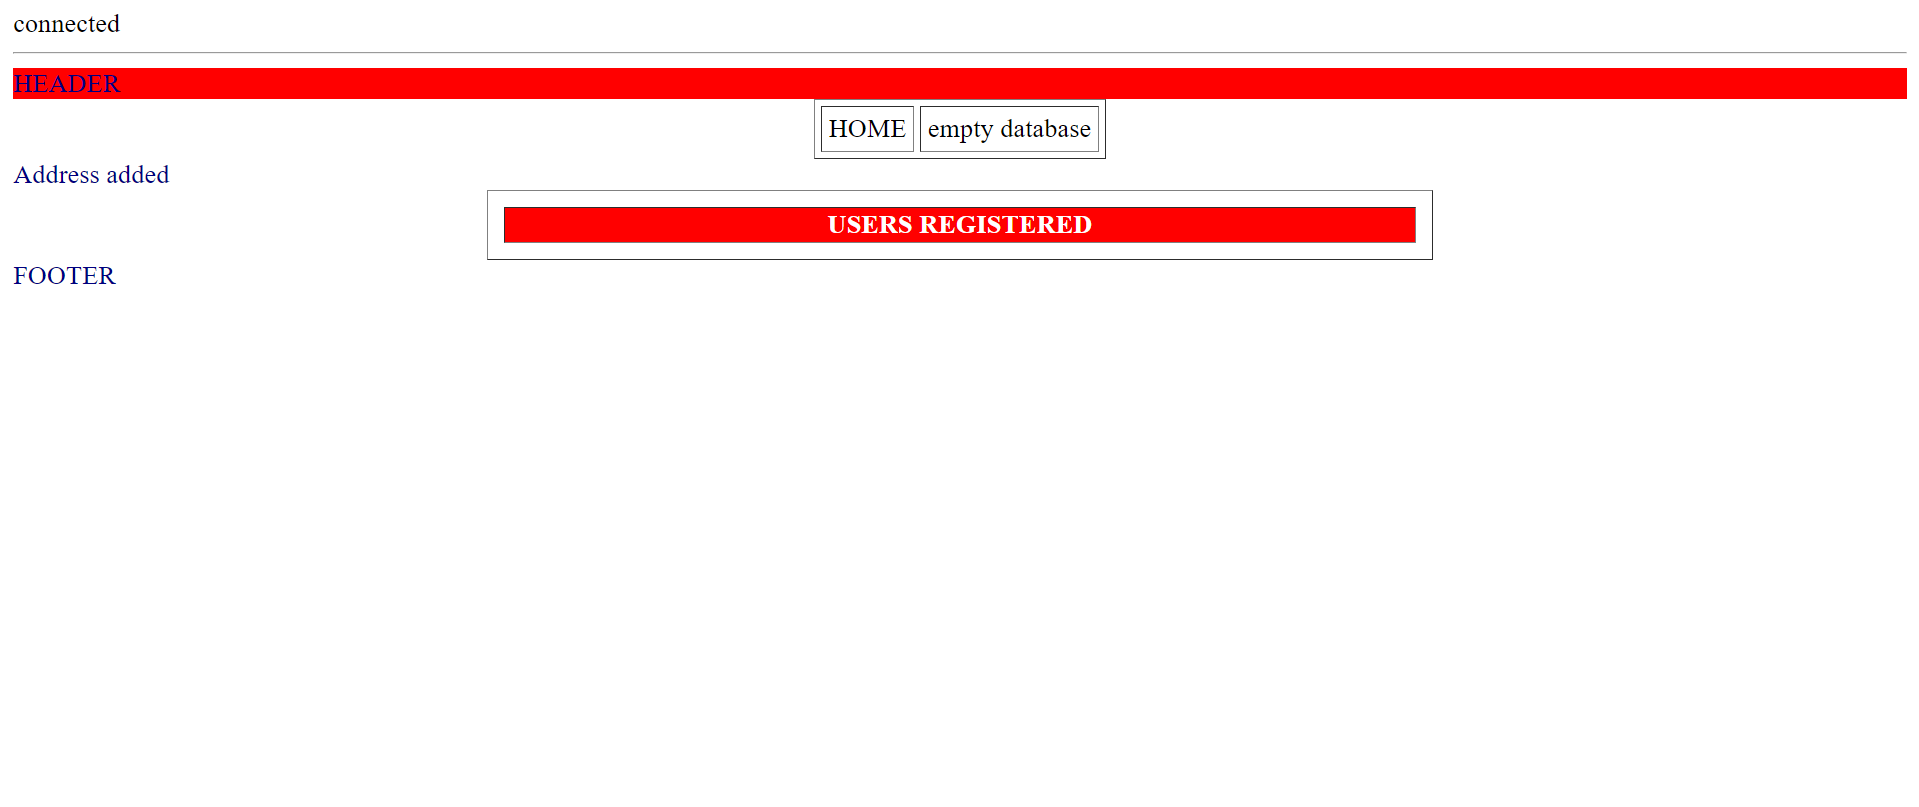 connected
HEADER
HOME empty database
Address added
USERS REGISTERED
FOOTER